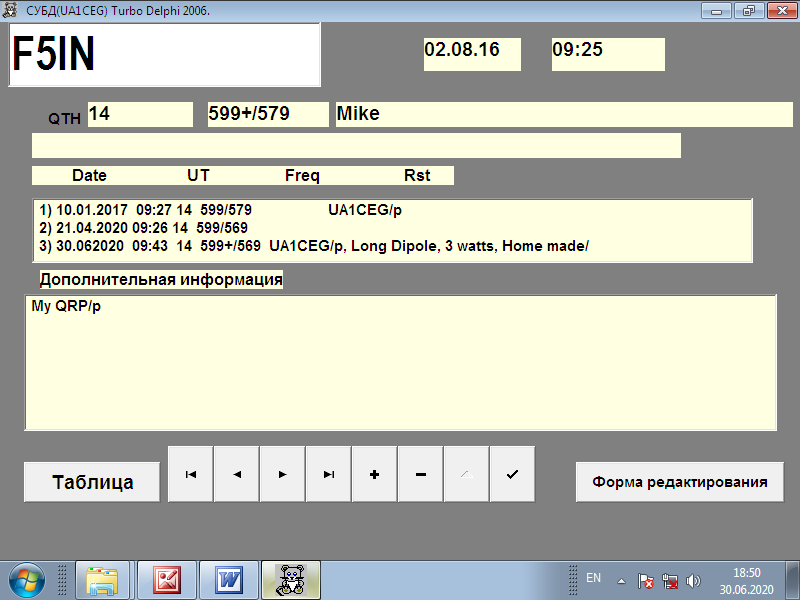 СУБД(UA1CEG) Turbo Delphi 2006.
F5IN
02.08.16 09:25
QTH 14 599+/579 Mike
Date UT Freq Rst
1) 10.01.2017 09:27 14 599/579 UA1CEG/p
2) 21.04.2020 09:26 14 599/569
3) 30.062020 09:43 14 599+/569 UA1CEG/p, Long Dipole, 3 watts, Home made/
Дополнительная информация
My QRP/p
Таблица Форма редактирования
EN 18:50
30.06.2020